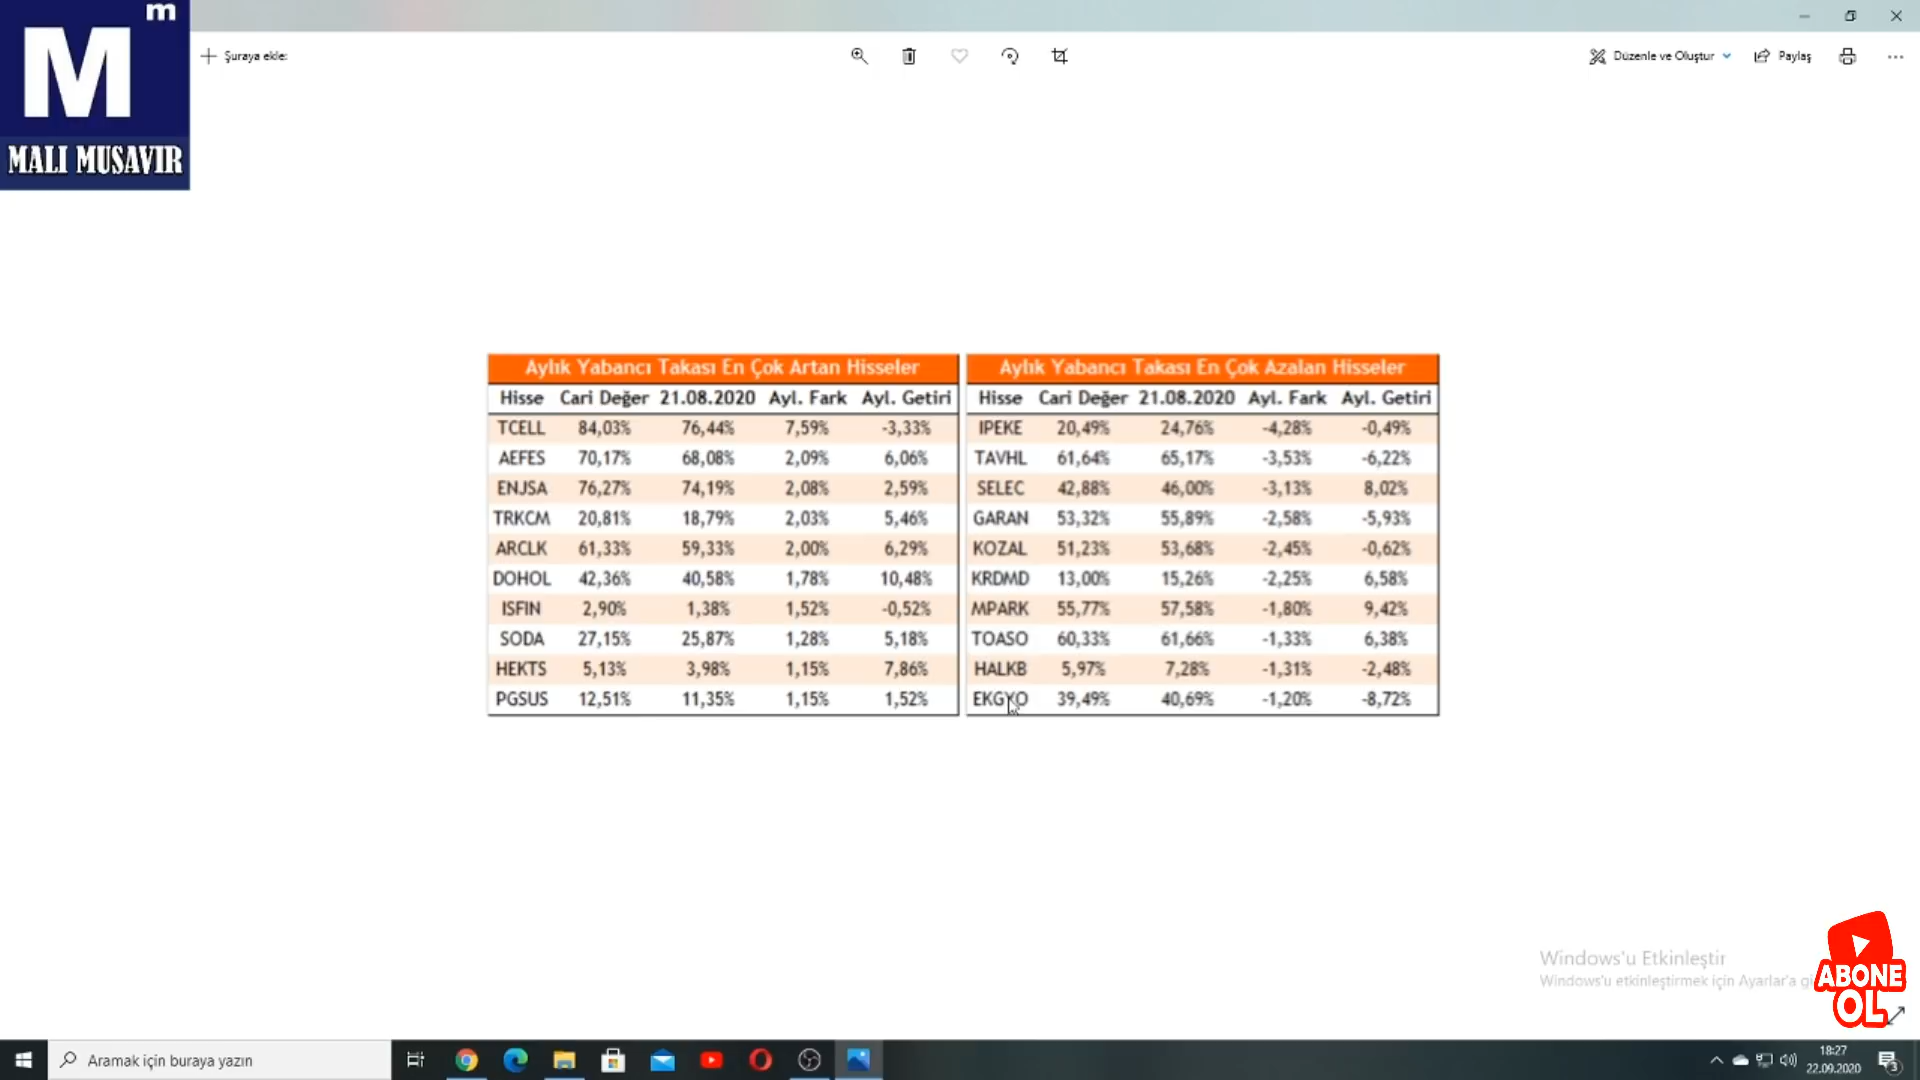 m
M
MALI MUSAVIR
Şuraya ekle:
Düzenle ve Oluştur
Paylaş
Aylık Yabancı Takası En Çok Artan Hisseler
Hisse Cari Değer 21.08.2020 Ayl. Fark Ayl. Getiri
TCELL 84,03% 76,44% 7,59% -3,33%
AEFES 70,17% 68,08% 2,09% 6,06%
ENJSA 76,27% 74,19% 2,08% 2,59%
TRKCM 20,81% 18,79% 2,03% 5,46%
ARCLK 61,33% 59,33% 2,00% 6,29%
DOHOL 42,36% 40,58% 1,78% 10,48%
ISFIN 2,90% 1,38% 1,52% -0,52%
SODA 27,15% 25,87% 1,28% 5,18%
HEKTS 5,13% 3,98% 1,15% 7,86%
PGSUS 12,51% 11,35% 1,15% 1,52%
Aylık Yabancı Takası En Çok Azalan Hisseler
Hisse Cari Değer 21.08.2020 Ayl. Fark Ayl. Getiri
IPEKE 20,49% 24,76% -4,28% -0,49%
TAVHL 61,64% 65,17% -3,53% -6,22%
SELEC 42,88% 46,00% -3,13% 8,02%
GARAN 53,32% 55,89% -2,58% -5,93%
KOZAL 51,23% 53,68% -2,45% -0,62%
KRDMD 13,00% 15,26% -2,25% 6,58%
MPARK 55,77% 57,58% -1,80% 9,42%
TOASO 60,33% 61,66% -1,33% 6,38%
HALKB 5,97% 7,28% -1,31% -2,48%
EKGYO 39,49% 40,69% -1,20% -8,72%
Windows'u Etkinleştir
Windows'u etkinleştirmek için Ayarlar'a
ABONE
OL
Aramak için buraya yazın
18:27
22.09.2020
3